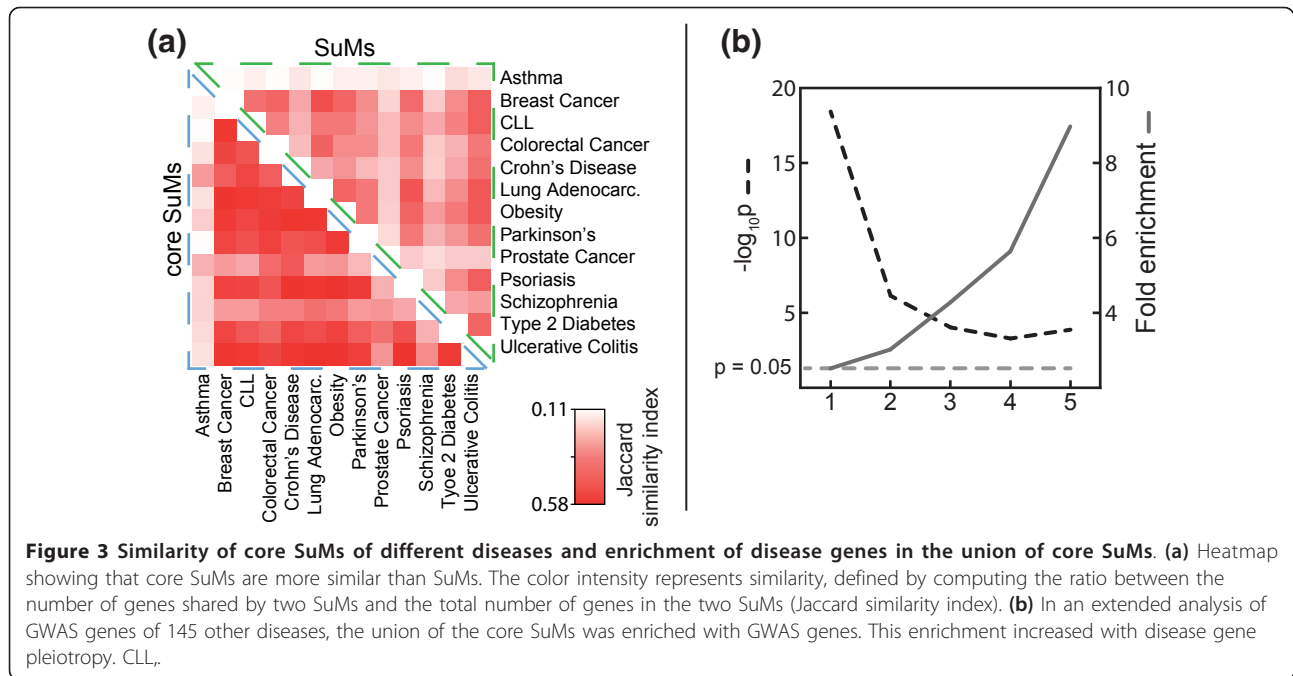 (a)
SuMs
core SuMs
Asthma
Breast Cancer
CLL
Colorectal Cancer
Crohn's Disease
Lung Adenocarc.
Obesity
Parkinson's
Prostate Cancer
Psoriasis
Schizophrenia
Type 2 Diabetes
Ulcerative Colitis
Asthma
Breast Cancer
CLL
Colorectal Cancer
Crohn's Disease
Lung Adenocarc.
Obesity
Parkinson's
Prostate Cancer
Psoriasis
Schizophrenia
Tyoe 2 Diabetes
Ulcerative Colitis
0.11
0.58
Jaccard
similarity index
(b)
20
15
10
5
p = 0.05
-log10p
10
8
6
4
Fold enrichment
1 2 3 4 5
Figure 3 Similarity of core SuMs of different diseases and enrichment of disease genes in the union of core SuMs. (a) Heatmap
showing that core SuMs are more similar than SuMs. The color intensity represents similarity, defined by computing the ratio between the
number of genes shared by two SuMs and the total number of genes in the two SuMs (Jaccard similarity index). (b) In an extended analysis of
GWAS genes of 145 other diseases, the union of the core SuMs was enriched with GWAS genes. This enrichment increased with disease gene
pleiotropy. CLL,.